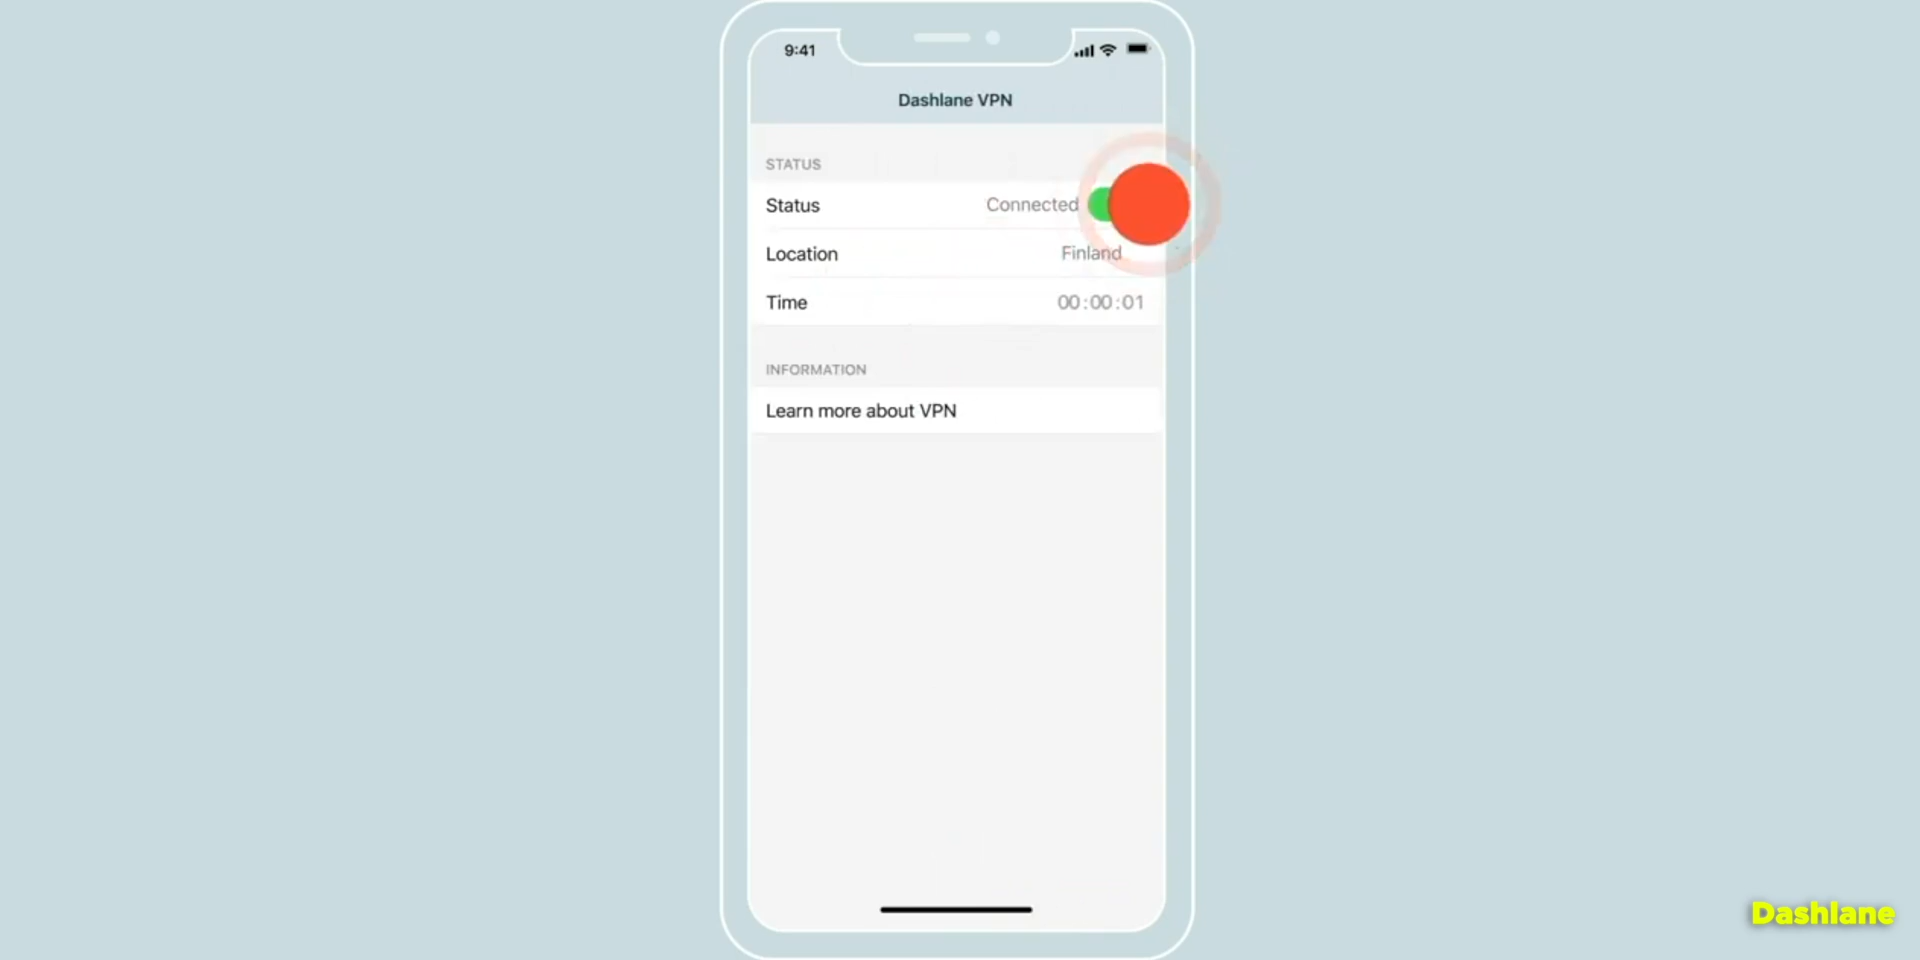 9:41
Dashlane VPN
STATUS
Status Connected
Location Finland
Time 00:00:01
INFORMATION
Learn more about VPN
Dashlane